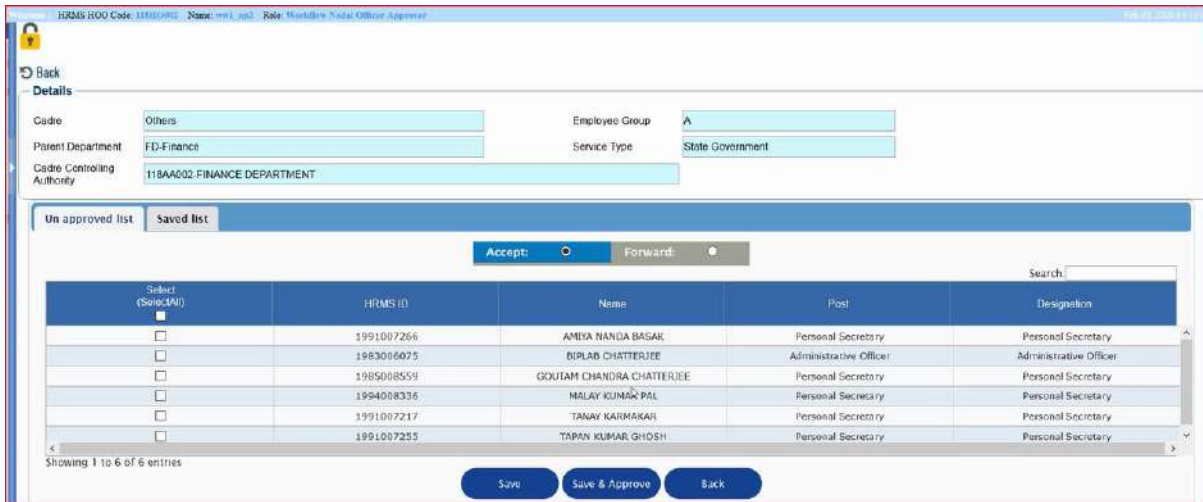 HRMS HOO Code: Name: Role: Workflow Nodal Officer Approver
Back
Details
Cadre Others Employee Group A
Parent Department FD-Finance Service Type State Government
Cadre Controlling Authority 118AA002-FINANCE DEPARTMENT
Un approved list Saved list
Accept: Forward:
Search:
Select (SelectAll) HRMS ID Name Post Designation
1991007266 AMIYA NANDA BASAK Personal Secretary Personal Secretary
1983006075 BIPLAB CHATTERJEE Administrative Officer Administrative Officer
1985008559 GOUTAM CHANDRA CHATTERJEE Personal Secretary Personal Secretary
1994008336 MALAY KUMAR PAL Personal Secretary Personal Secretary
1991007217 TANAY KARMAKAR Personal Secretary Personal Secretary
1991007255 TAPAN KUMAR GHOSH Personal Secretary Personal Secretary
Showing 1 to 6 of 6 entries
Save Save & Approve Back